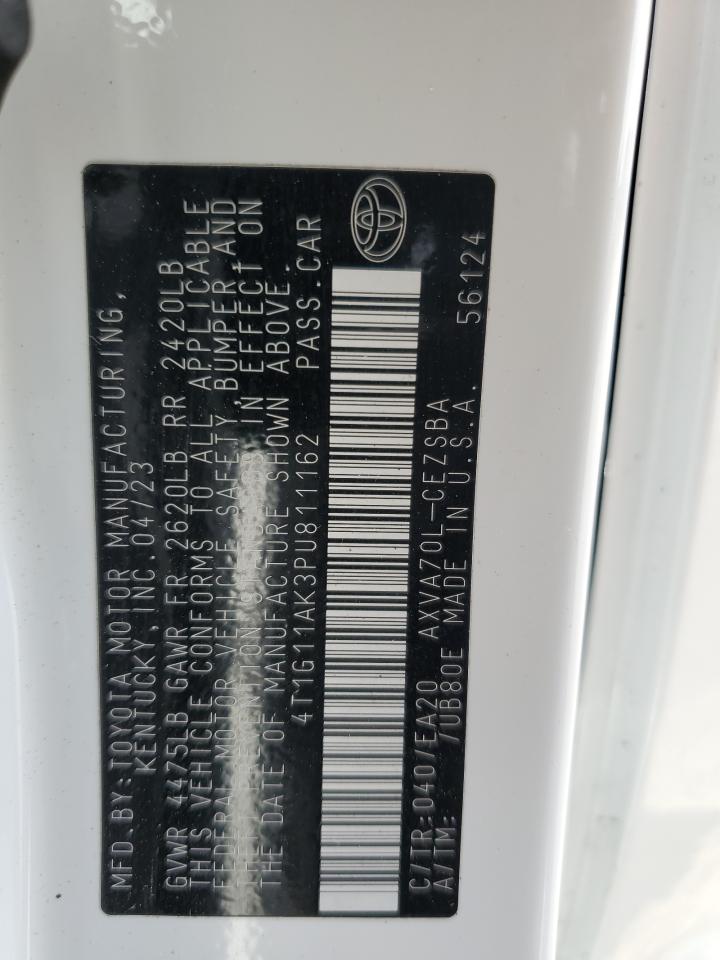 MFD.BY:TOYOTA MOTOR MANUFACTURING,
KENTUCKY,INC.04/23
GVWR 4475LB GAWR FR 2620LB RR 2420LB
THIS VEHICLE CONFORMS TO ALL APPLICABLE
FEDERAL MOTOR VEHICLE SAFETY,BUMPER,AND
THEFT PREVENTION STANDARDS IN EFFECT ON
THE DATE OF MANUFACTURE SHOWN ABOVE.
4T1G11AK3PU811162 PASS.CAR
C/TR:040/EA20 AXVA70L-CEZSBA 56124
A/TM: /UB80E MADE IN U.S.A.